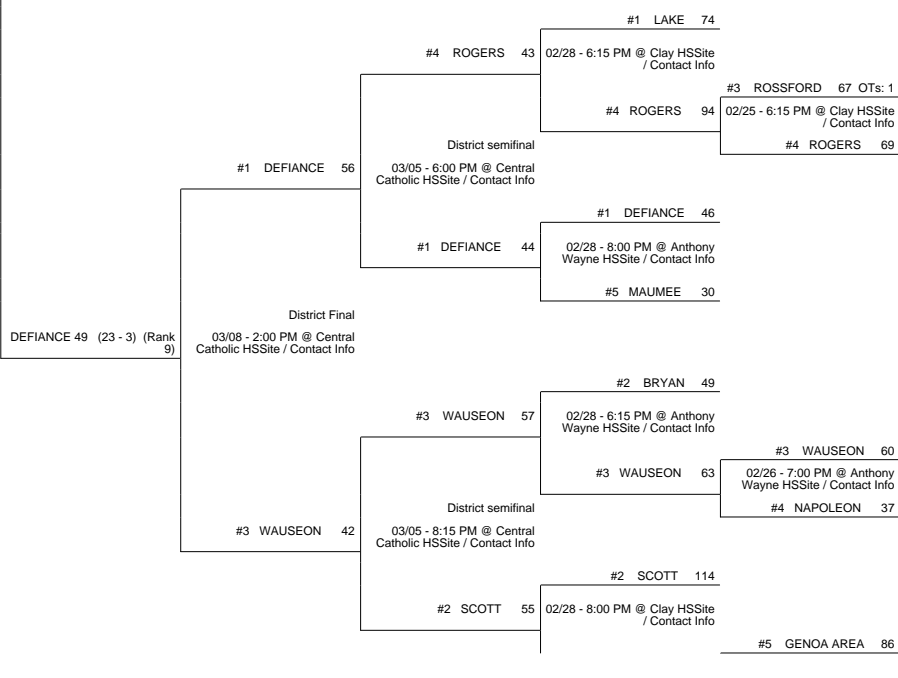 #1 LAKE 74
#4 ROGERS 43
02/28 - 6:15 PM @ Clay HSSite
/ Contact Info
#3 ROSSFORD 67 OTs: 1
#4 ROGERS 94
02/25 - 6:15 PM @ Clay HSSite
/ Contact Info
#4 ROGERS 69
District semifinal
#1 DEFIANCE 56
03/05 - 6:00 PM @ Central
Catholic HSSite / Contact Info
#1 DEFIANCE 46
#1 DEFIANCE 44
02/28 - 8:00 PM @ Anthony
Wayne HSSite / Contact Info
#5 MAUMEE 30
District Final
DEFIANCE 49 (23 - 3) (Rank
9)
03/08 - 2:00 PM @ Central
Catholic HSSite / Contact Info
#2 BRYAN 49
#3 WAUSEON 57
02/28 - 6:15 PM @ Anthony
Wayne HSSite / Contact Info
#3 WAUSEON 60
#3 WAUSEON 63
02/26 - 7:00 PM @ Anthony
Wayne HSSite / Contact Info
#4 NAPOLEON 37
District semifinal
#3 WAUSEON 42
03/05 - 8:15 PM @ Central
Catholic HSSite / Contact Info
#2 SCOTT 114
#2 SCOTT 55
02/28 - 8:00 PM @ Clay HSSite
/ Contact Info
#5 GENOA AREA 86